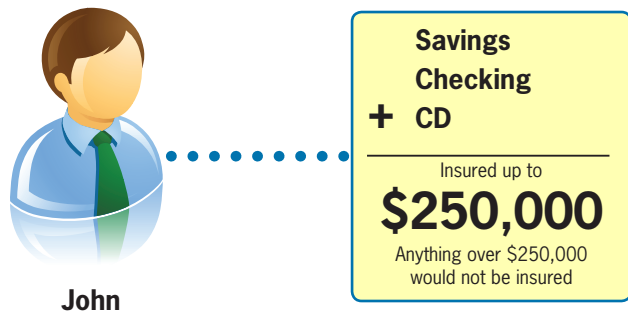 Savings
Checking
+ CD
Insured up to
$250,000
Anything over $250,000
would not be insured
John